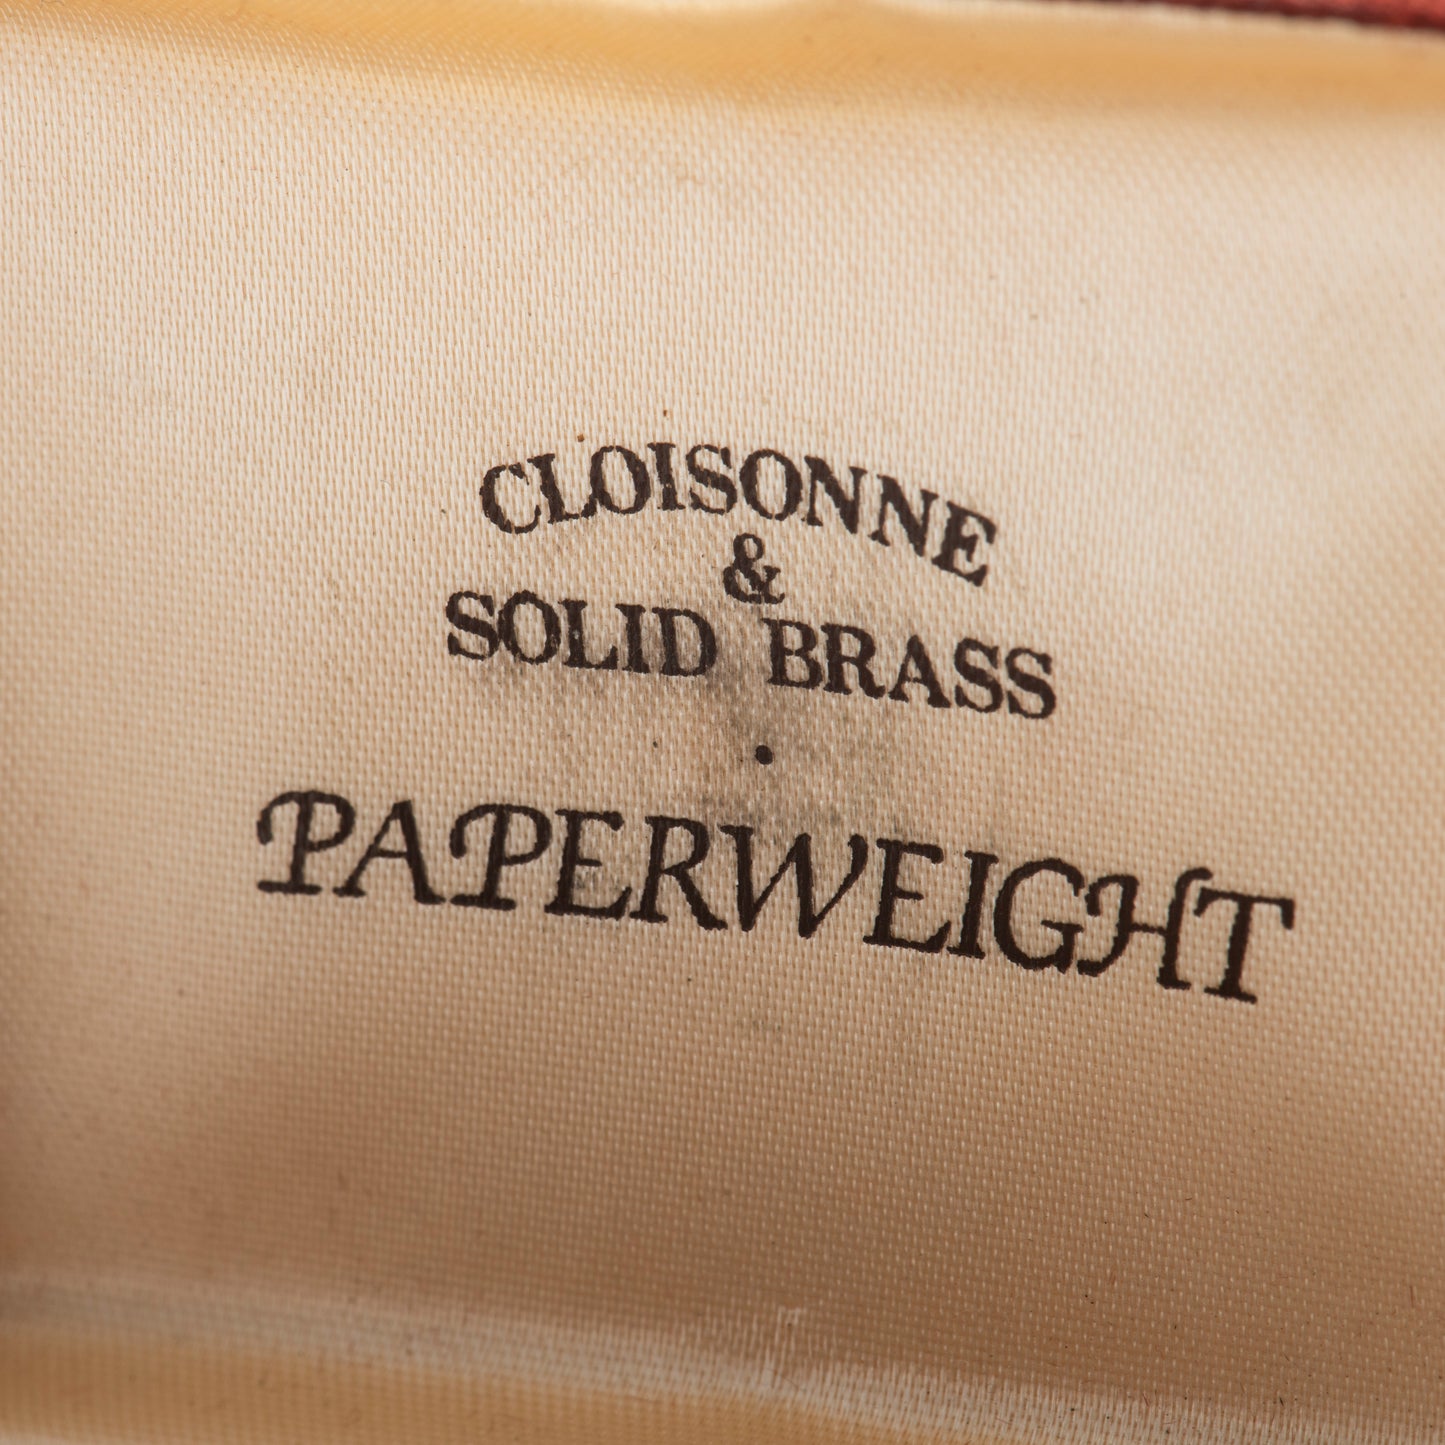 CLOISONNE
&
SOLID BRASS
.
PAPERWEIGHT